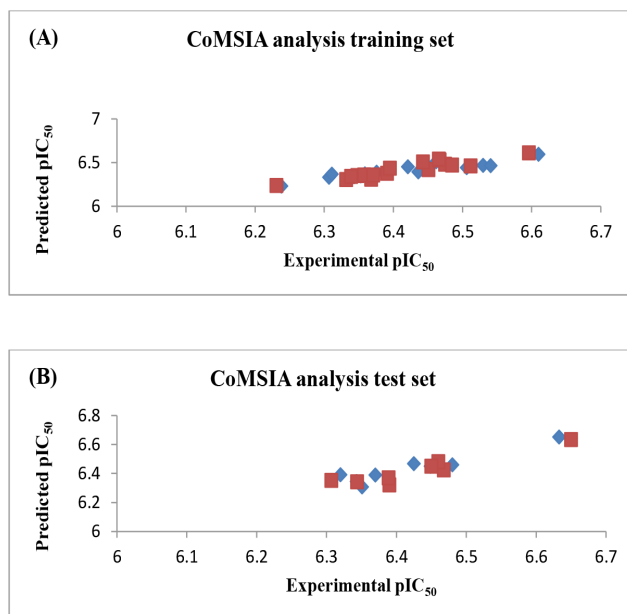 (A)
CoMSIA analysis training set
Predicted pIC50
7
6.5
6
6 6.1 6.2 6.3 6.4 6.5 6.6 6.7
Experimental pIC50
(B)
CoMSIA analysis test set
Predicted pIC50
6.8
6.6
6.4
6.2
6
6 6.1 6.2 6.3 6.4 6.5 6.6 6.7
Experimental pIC50